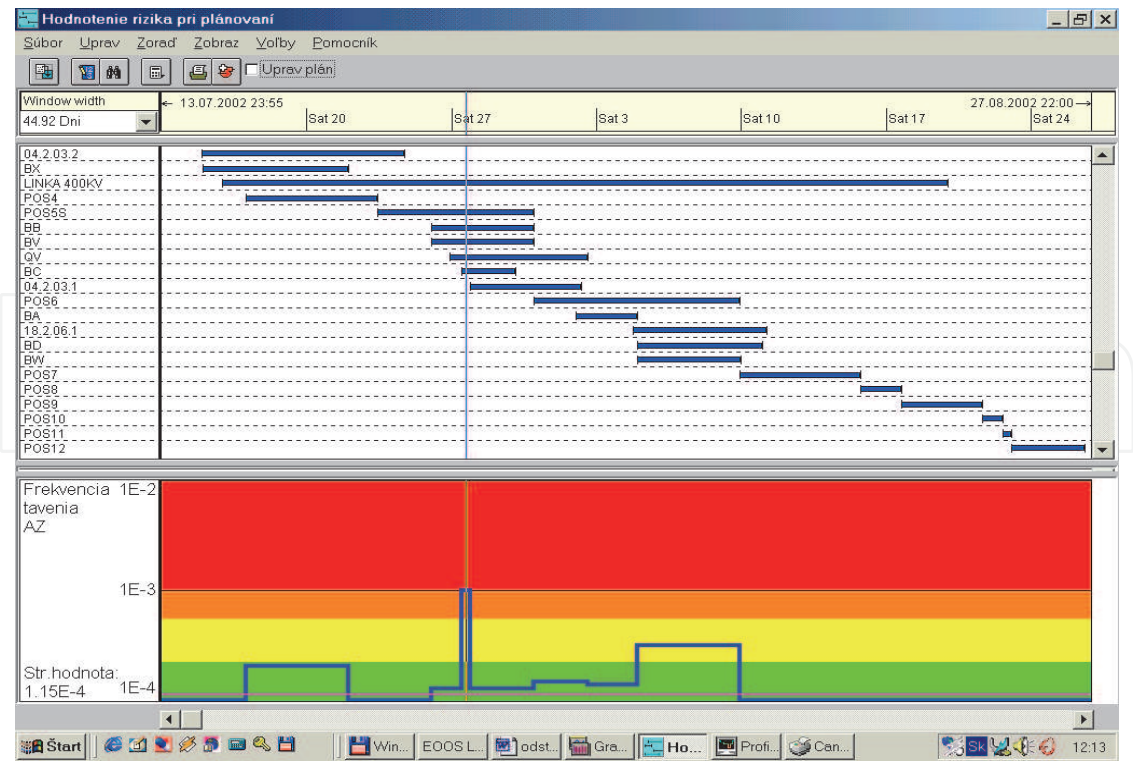 Hodnotenie rizika pri plánovaní
Súbor Uprav Zoraď Zobraz Voľby Pomocník
Uprav plán
Window width
44.92 Dni
13.07.2002 23:55
27.08.2002 22:00
Sat 20 Sat 27 Sat 3 Sat 10 Sat 17 Sat 24
04.2.03.2
BX
LINKA 400KV
POS4
POS5S
BB
BV
QV
BC
04.2.03.1
POS6
BA
18.2.06.1
BD
BW
POS7
POS8
POS9
POS10
POS11
POS12
Frekvencia 1E-2
tavenia
AZ
1E-3
Str.hodnota:
1.15E-4 1E-4
Štart Win... EOOS L... odst... Gra... Ho... Profi... Can... Sk 12:13